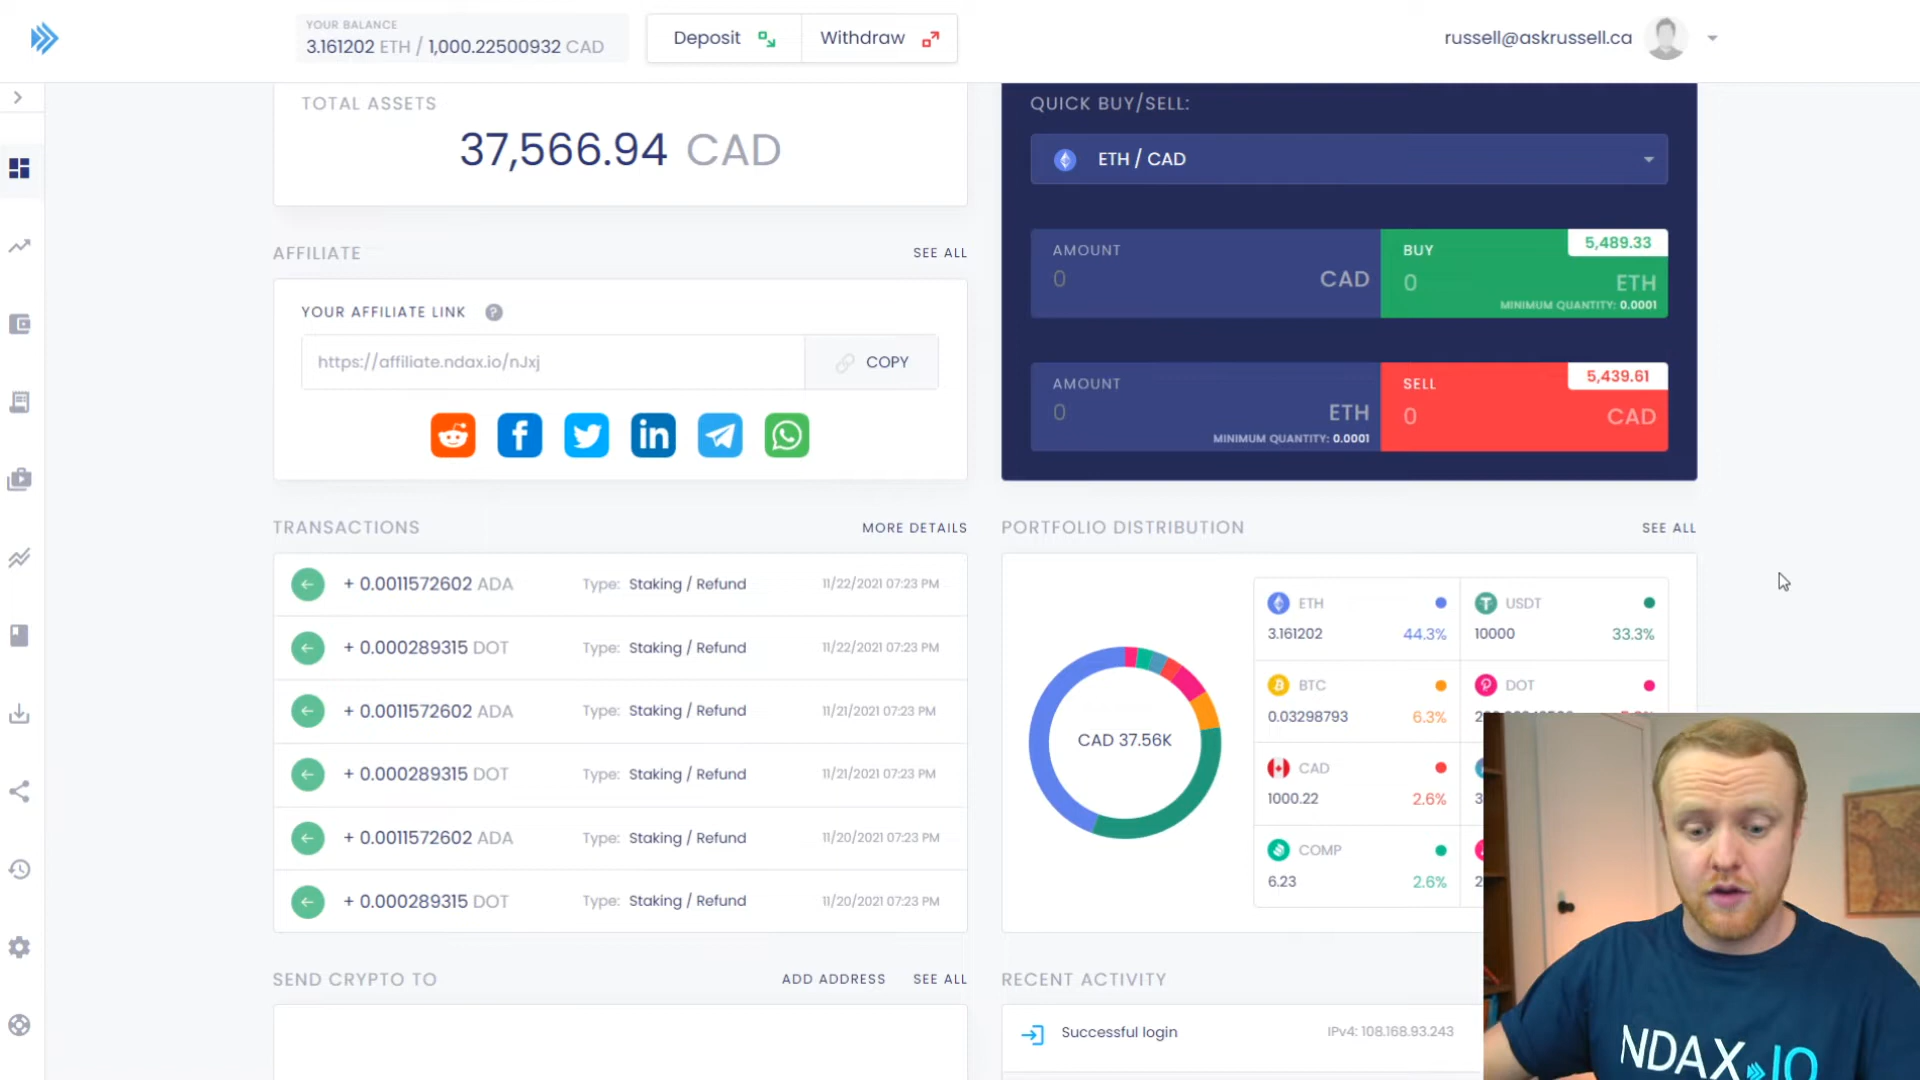 YOUR BALANCE
3.161202 ETH / 1,000.22500932 CAD
Deposit
Withdraw
russell@askrussell.ca
TOTAL ASSETS
37,566.94 CAD
QUICK BUY/SELL:
ETH / CAD
AMOUNT
0 CAD
BUY 5,489.33
0 ETH
MINIMUM QUANTITY: 0.0001
AMOUNT
0 ETH
MINIMUM QUANTITY: 0.0001
SELL 5,439.61
0 CAD
AFFILIATE SEE ALL
YOUR AFFILIATE LINK ?
https://affiliate.ndax.io/nJxj COPY
TRANSACTIONS MORE DETAILS
+ 0.0011572602 ADA Type: Staking / Refund 11/22/2021 07:23 PM
+ 0.000289315 DOT Type: Staking / Refund 11/22/2021 07:23 PM
+ 0.0011572602 ADA Type: Staking / Refund 11/21/2021 07:23 PM
+ 0.000289315 DOT Type: Staking / Refund 11/21/2021 07:23 PM
+ 0.0011572602 ADA Type: Staking / Refund 11/20/2021 07:23 PM
+ 0.000289315 DOT Type: Staking / Refund 11/20/2021 07:23 PM
PORTFOLIO DISTRIBUTION SEE ALL
CAD 37.56K
ETH
3.161202 44.3%
USDT
10000 33.3%
BTC
0.03298793 6.3%
DOT
CAD
1000.22 2.6%
COMP
6.23 2.6%
SEND CRYPTO TO ADD ADDRESS SEE ALL
RECENT ACTIVITY
Successful login IPv4: 108.168.93.243
NDAX.IO